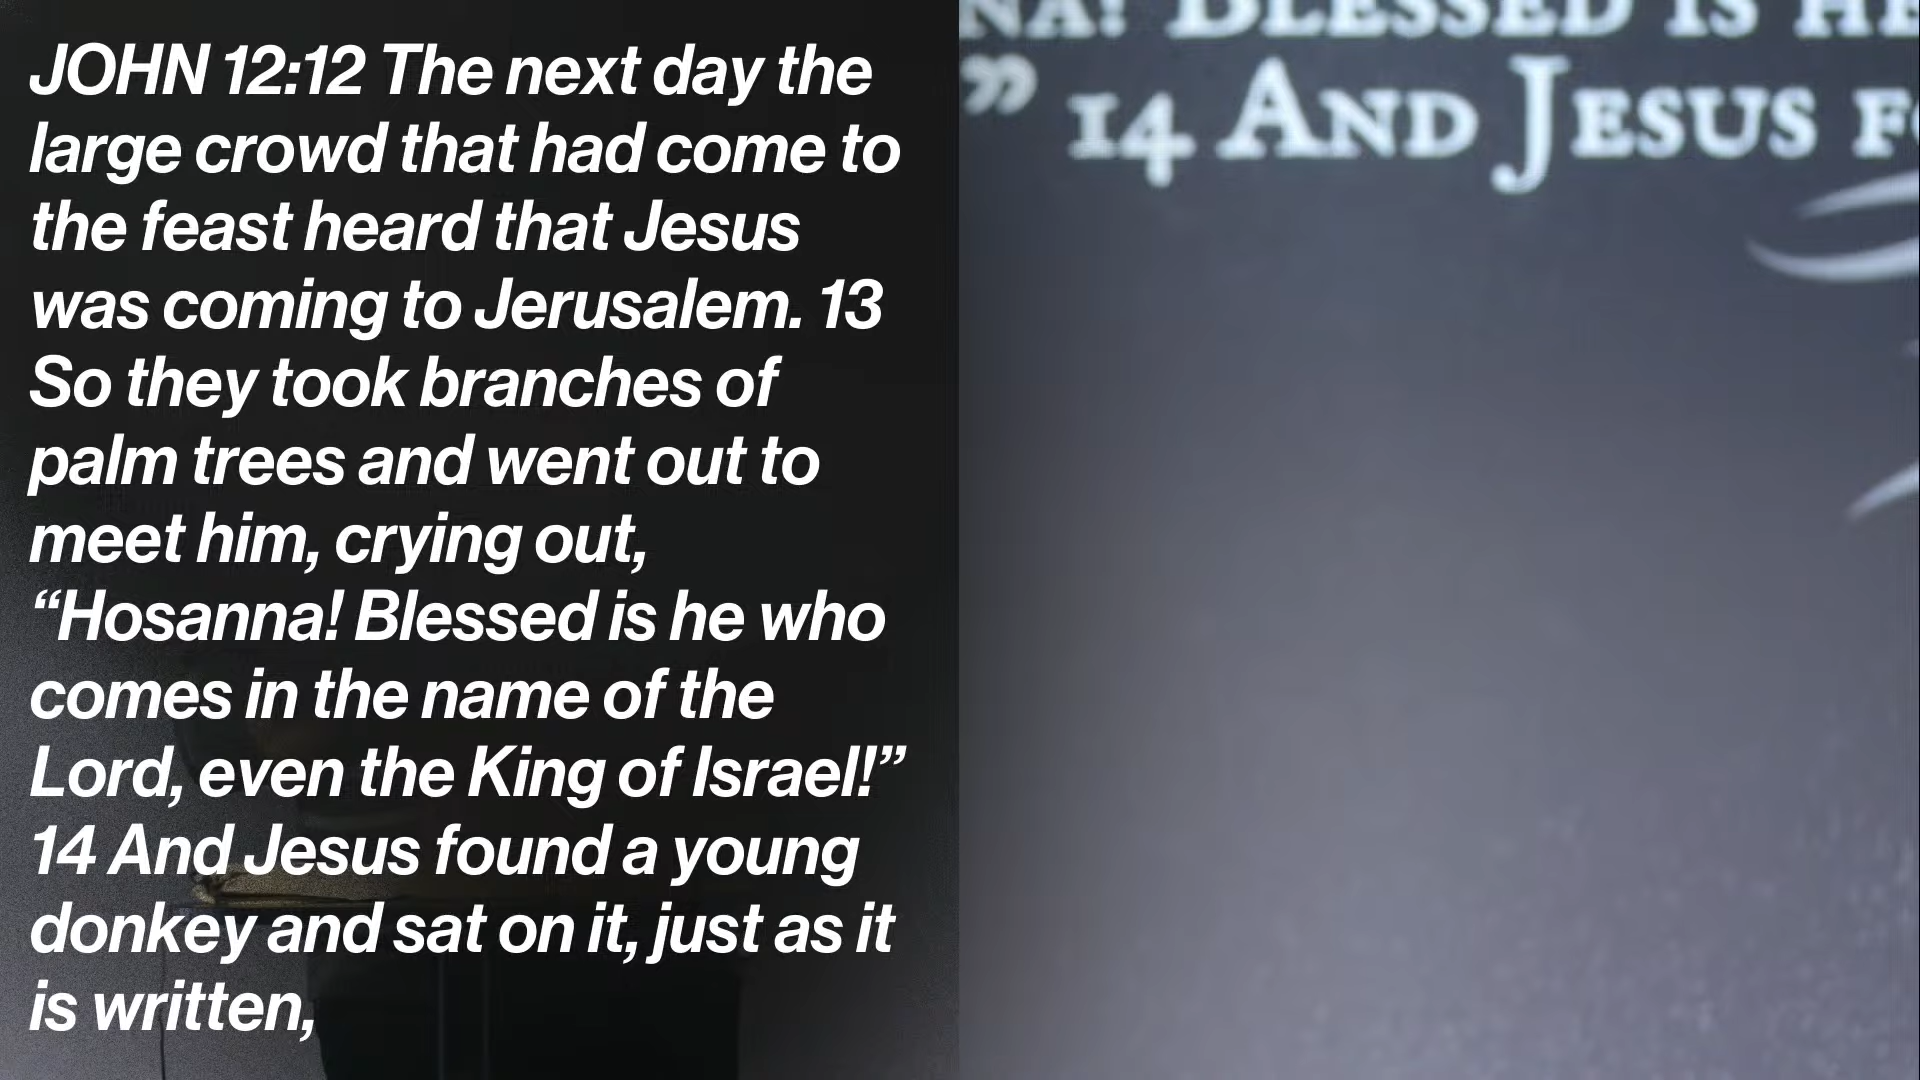 JOHN 12:12 The next day the
large crowd that had come to
the feast heard that Jesus
was coming to Jerusalem. 13
So they took branches of
palm trees and went out to
meet him, crying out,
“Hosanna! Blessed is he who
comes in the name of the
Lord, even the King of Israel!”
14 And Jesus found a young
donkey and sat on it, just as it
is written,
BLESSED IS HE
” 14 AND JESUS